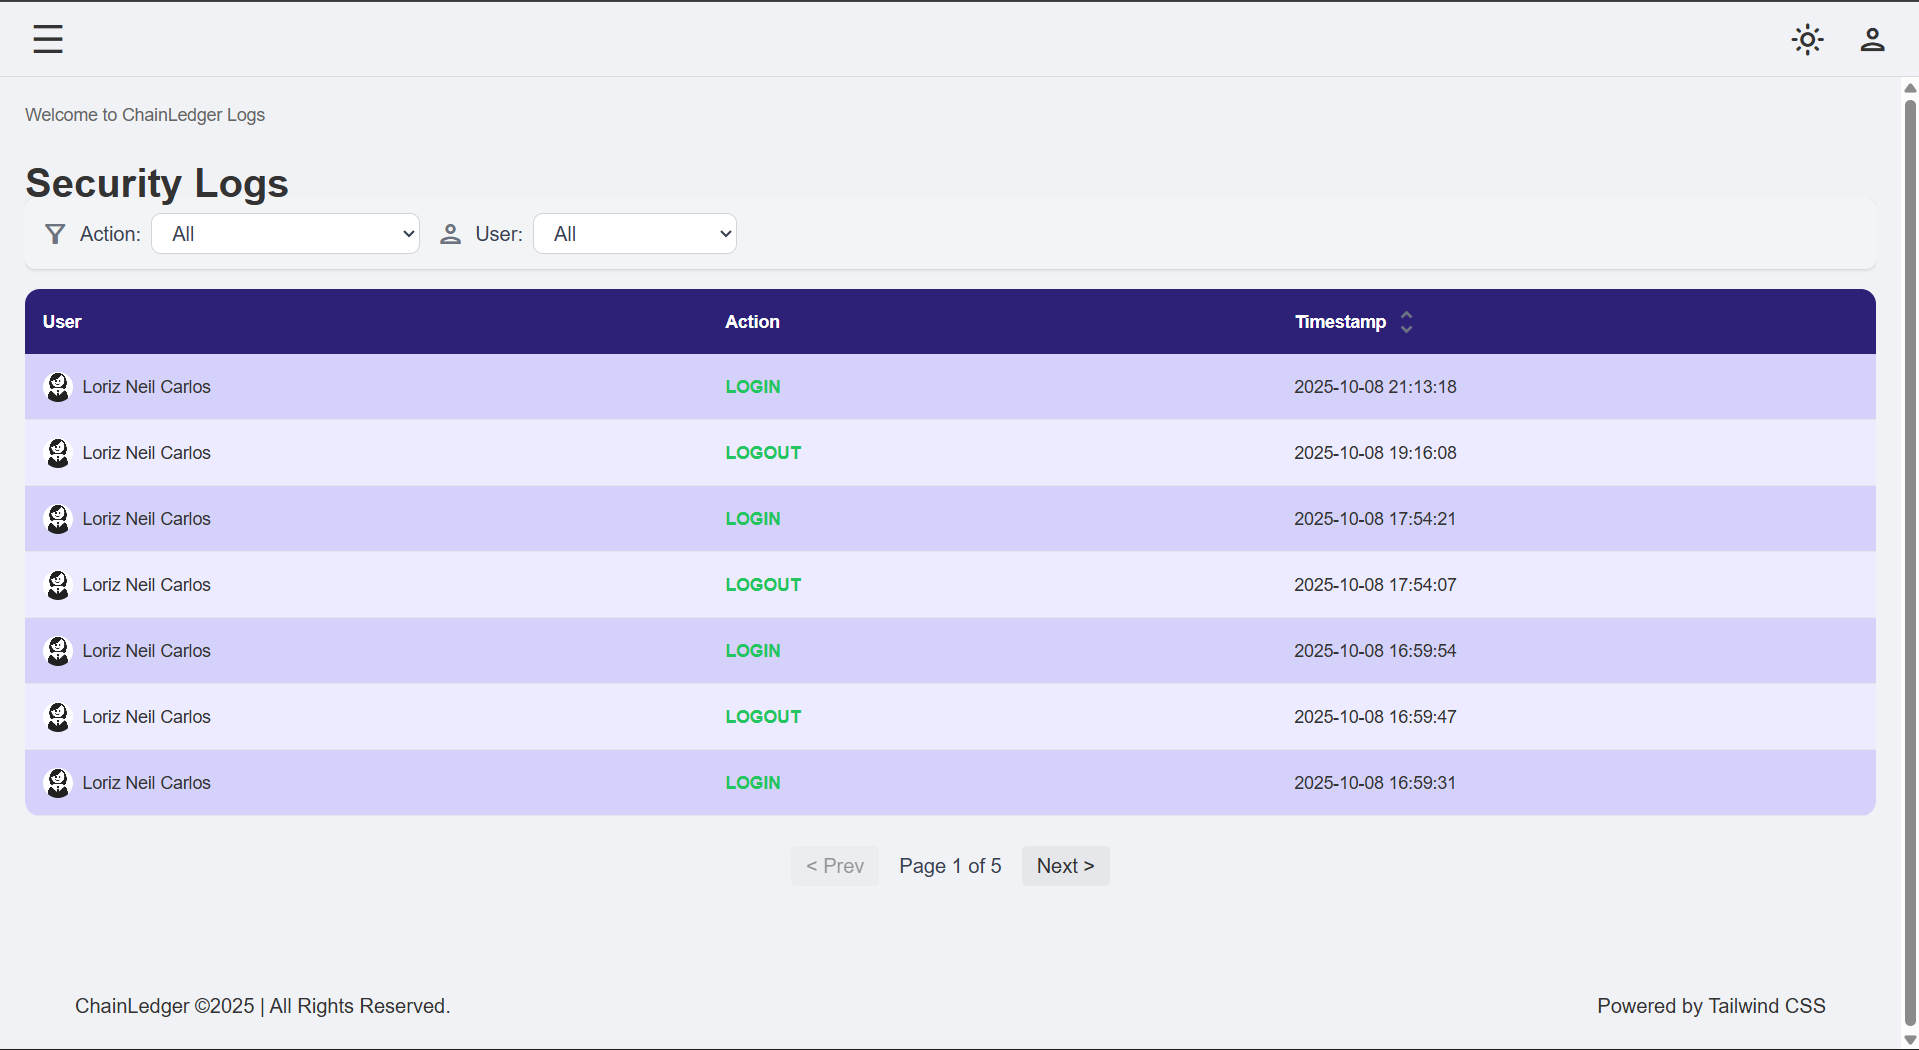 Welcome to ChainLedger Logs
Security Logs
Action: All User: All
User Action Timestamp
Loriz Neil Carlos LOGIN 2025-10-08 21:13:18
Loriz Neil Carlos LOGOUT 2025-10-08 19:16:08
Loriz Neil Carlos LOGIN 2025-10-08 17:54:21
Loriz Neil Carlos LOGOUT 2025-10-08 17:54:07
Loriz Neil Carlos LOGIN 2025-10-08 16:59:54
Loriz Neil Carlos LOGOUT 2025-10-08 16:59:47
Loriz Neil Carlos LOGIN 2025-10-08 16:59:31
< Prev Page 1 of 5 Next >
ChainLedger ©2025 | All Rights Reserved. Powered by Tailwind CSS